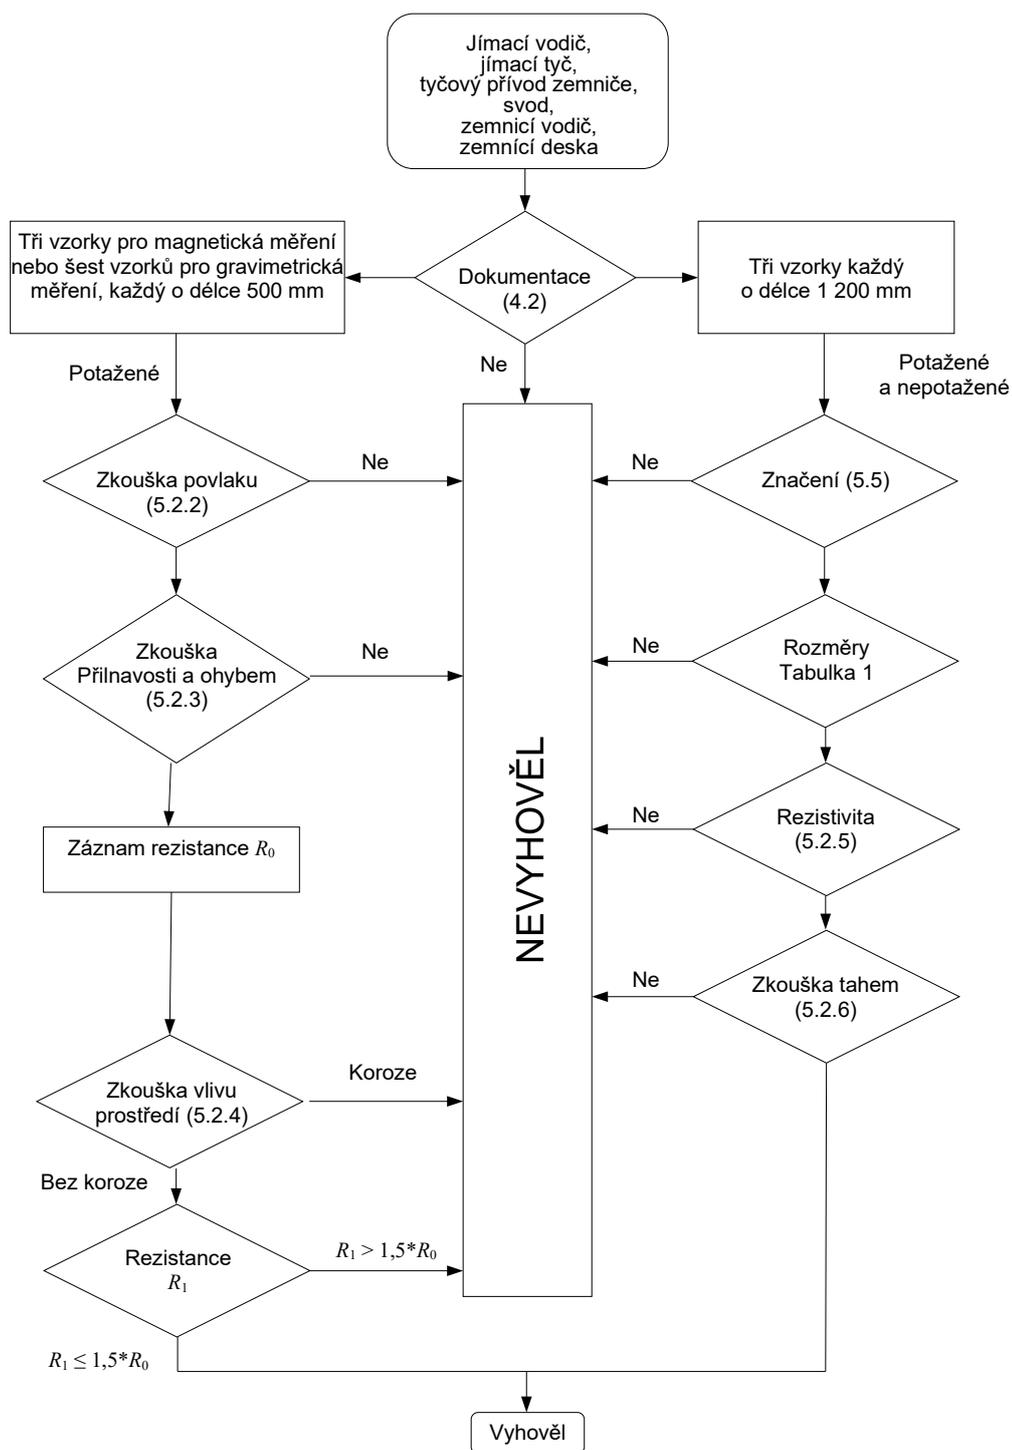 Jímací vodič,
jímací tyč,
tyčový přívod zemniče,
svod,
zemnicí vodič,
zemnící deska
Tři vzorky pro magnetická měření
nebo šest vzorků pro gravimetrická
měření, každý o délce 500 mm
Dokumentace
(4.2)
Tři vzorky každý
o délce 1 200 mm
Potažené
Ne
Potažené
a nepotažené
Zkouška povlaku
(5.2.2)
Ne
Ne
Značení (5.5)
Zkouška
Přilnavosti a ohybem
(5.2.3)
Ne
Ne
Rozměry
Tabulka 1
NEVYHOVĚL
Ne
Rezistivita
(5.2.5)
Záznam rezistance R₀
Ne
Zkouška tahem
(5.2.6)
Zkouška vlivu
prostředí (5.2.4)
Koroze
Bez koroze
Rezistance
R₁
R₁ > 1,5*R₀
R₁ ≤ 1,5*R₀
Vyhověl